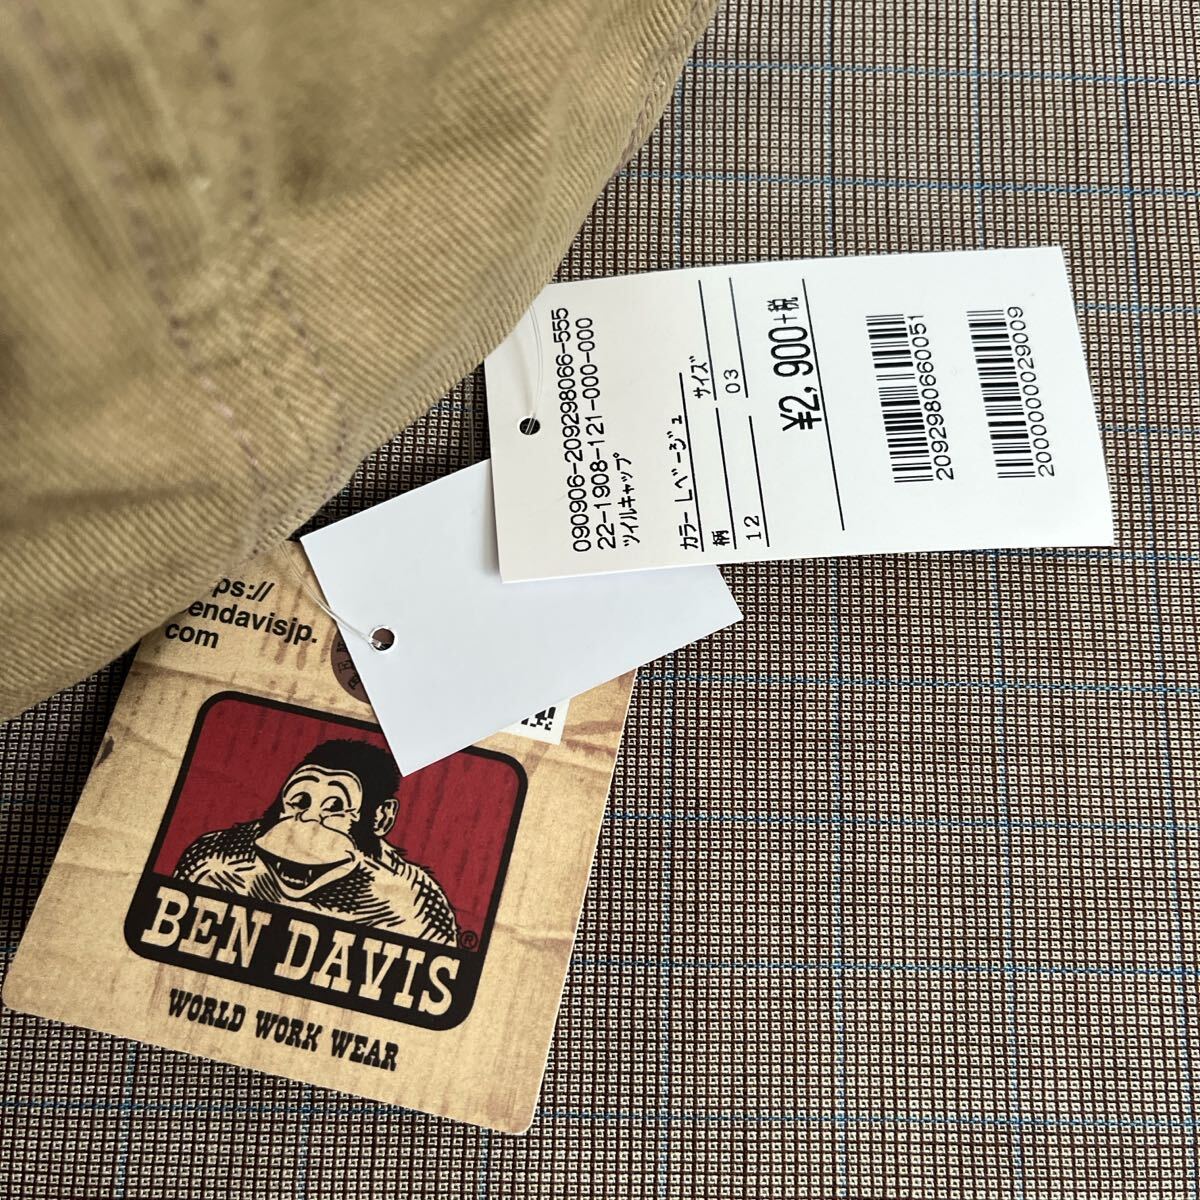 090906-209298066-555
22-1908-121-000-000
ツイルキャップ
カラー Lベージュ
柄 サイズ
12 03
¥2,900+税
2092980660051
2000000029009
ps://
endavisjp.
com
BEN DAVIS®
WORLD WORK WEAR